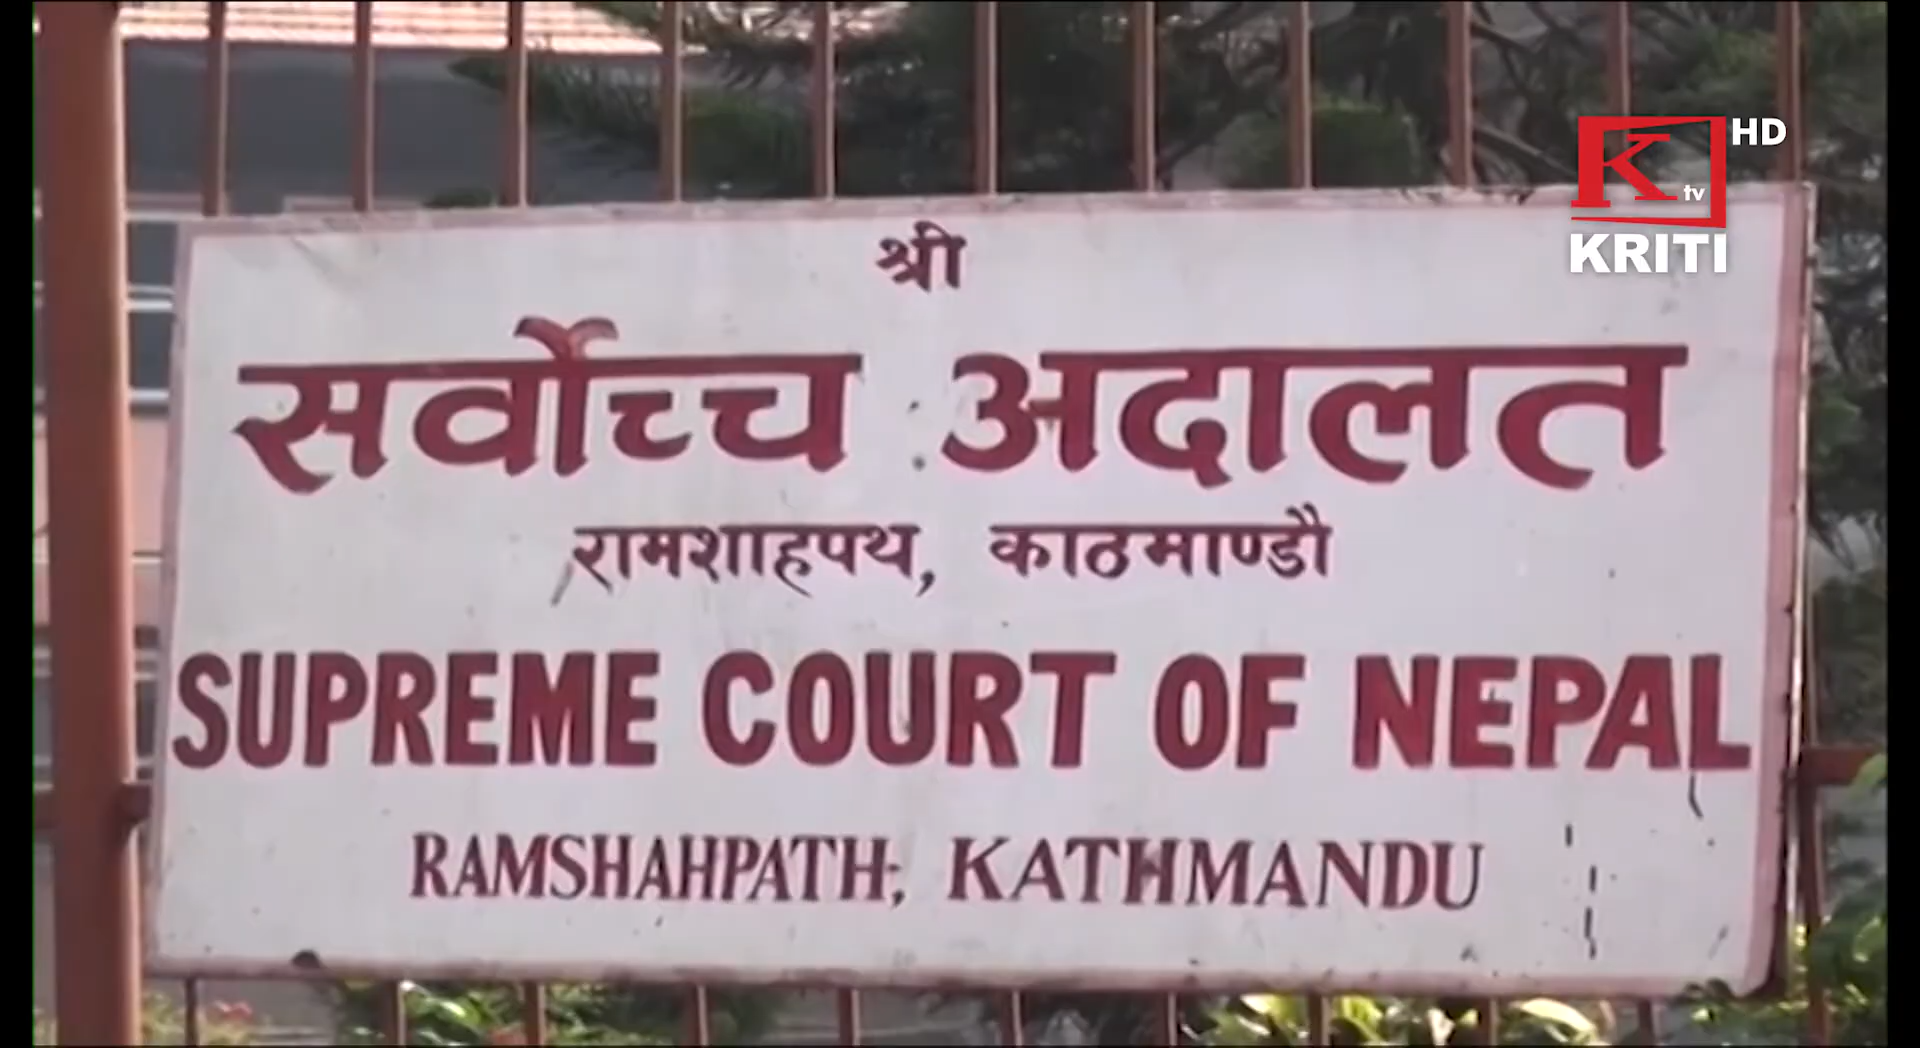 श्री
सर्वोच्च अदालत
रामशाहपथ, काठमाण्डौ
SUPREME COURT OF NEPAL
RAMSHAHPATH, KATHMANDU
K tv HD
KRITI